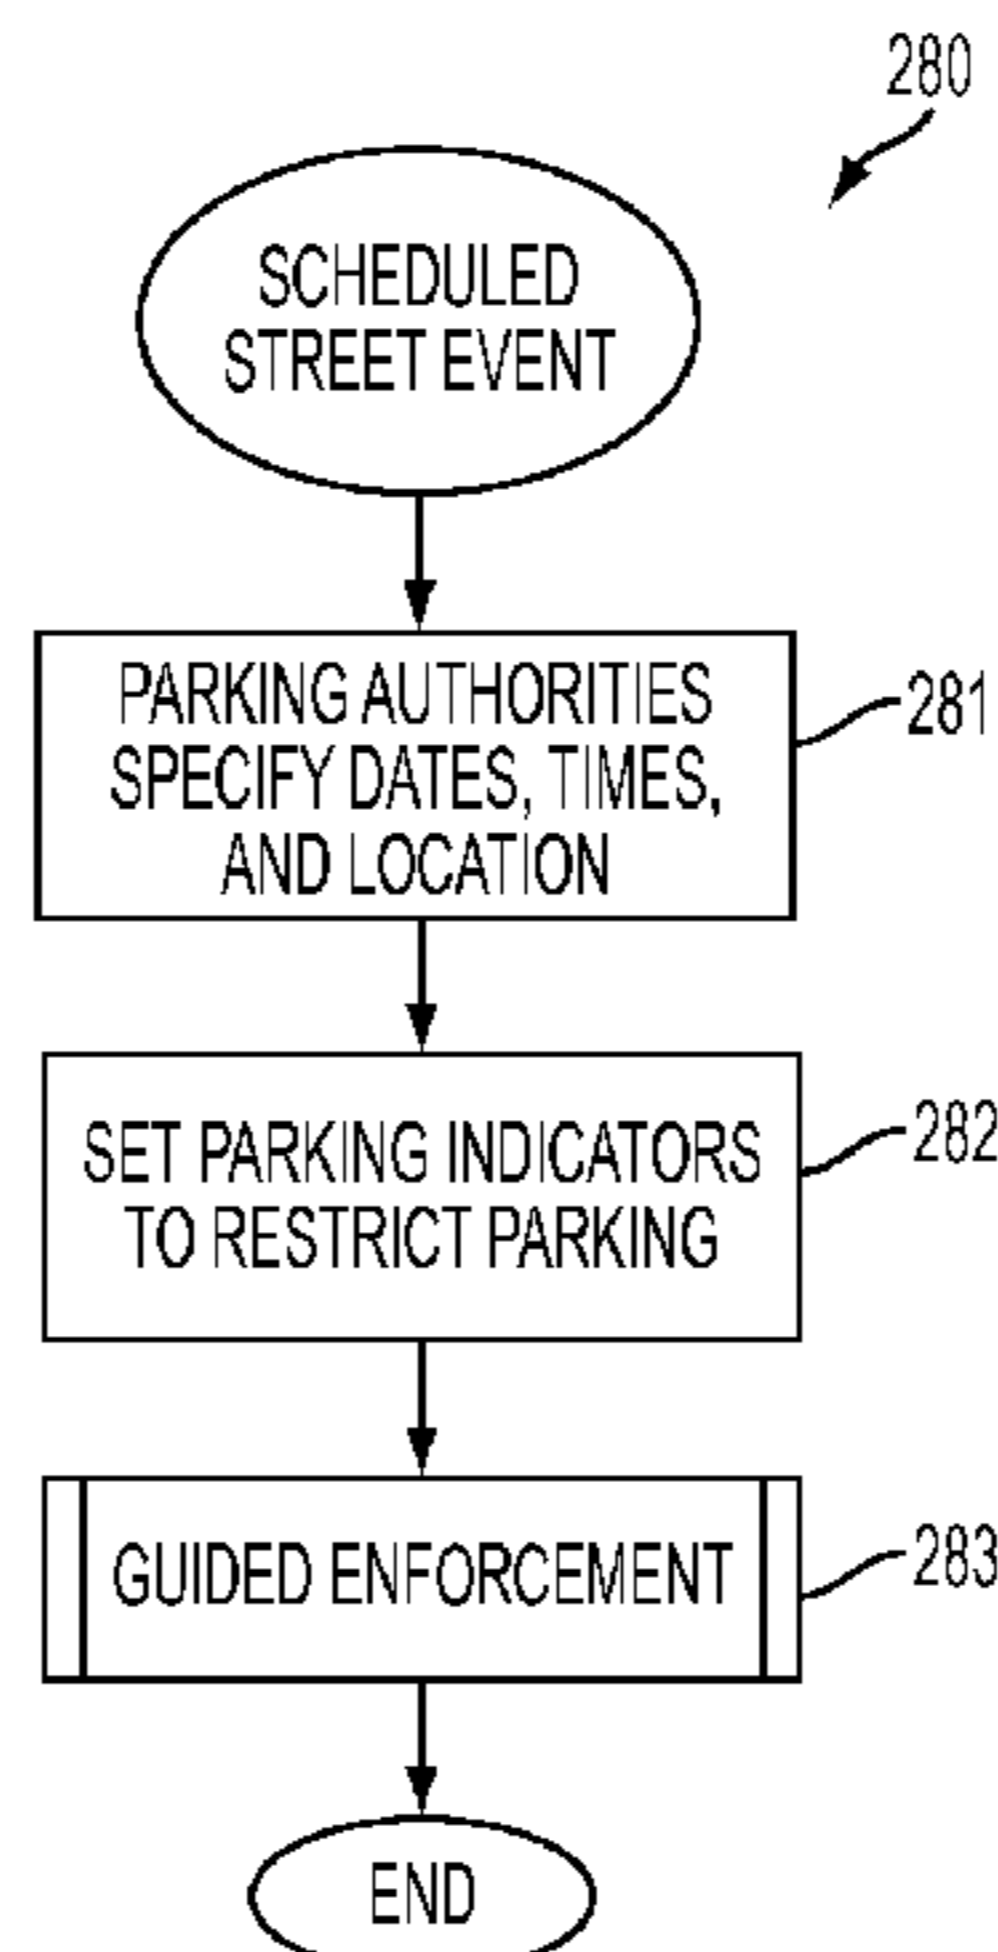 280
SCHEDULED
STREET EVENT
PARKING AUTHORITIES
SPECIFY DATES, TIMES,
AND LOCATION
281
SET PARKING INDICATORS
TO RESTRICT PARKING
282
GUIDED ENFORCEMENT
283
END